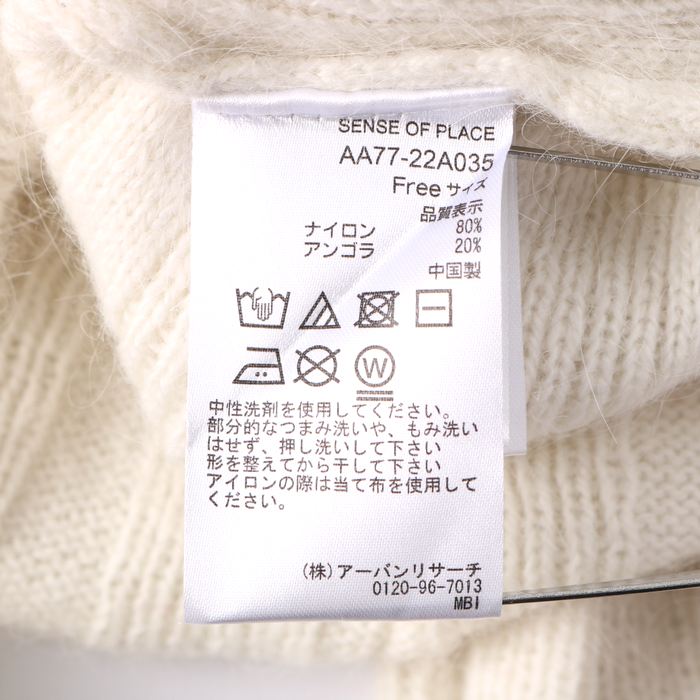 SENSE OF PLACE
AA77-22A035
Freeサイズ
品質表示
ナイロン 80%
アンゴラ 20%
中国製
W
中性洗剤を使用してください。
部分的なつまみ洗いや、もみ洗い
はせず、押し洗いして下さい
形を整えてから干して下さい
アイロンの際は当て布を使用して
ください。
(株)アーバンリサーチ
0120-96-7013
MBI